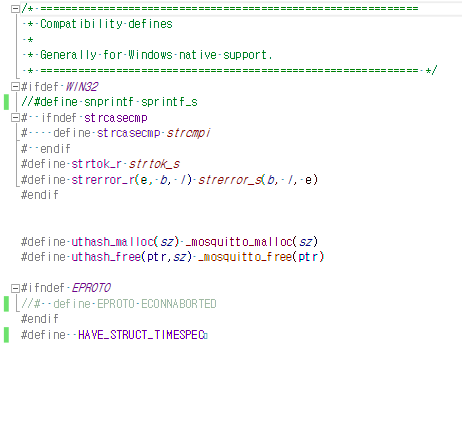 /* ============================================================
 * Compatibility defines
 *
 * Generally for Windows native support.
 * ============================================================ */
#ifdef WIN32
//#define snprintf sprintf_s
#  ifndef strcasecmp
#    define strcasecmp strcmpi
#  endif
#define strtok_r strtok_s
#define strerror_r(e, b, l) strerror_s(b, l, e)
#endif
#define uthash_malloc(sz) _mosquitto_malloc(sz)
#define uthash_free(ptr,sz) _mosquitto_free(ptr)
#ifndef EPROTO
//#  define EPROTO ECONNABORTED
#endif
#define  HAVE_STRUCT_TIMESPEC